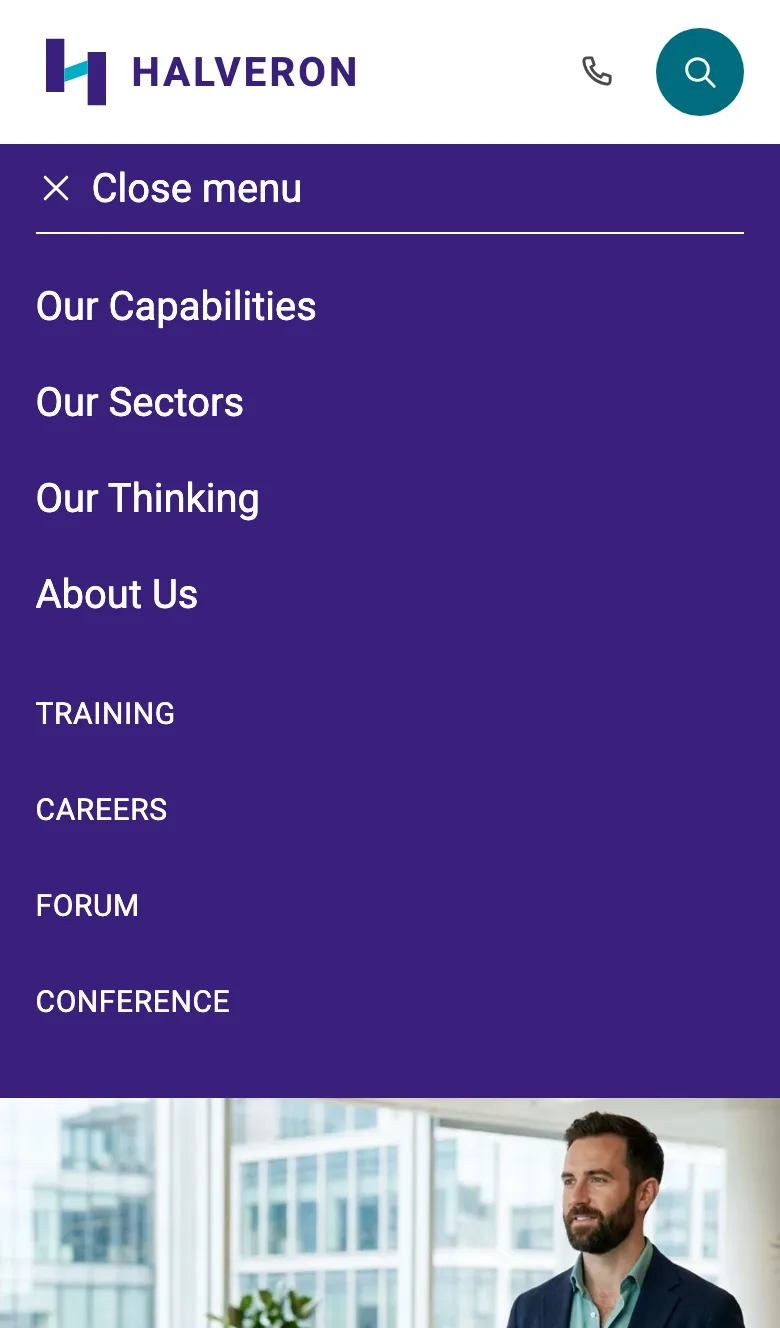 HALVERON
Close menu
Our Capabilities
Our Sectors
Our Thinking
About Us
TRAINING
CAREERS
FORUM
CONFERENCE